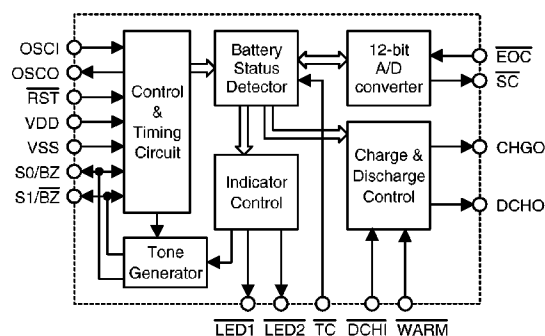 OSCI
OSCO
RST
VDD
VSS
S0/BZ
S1/BZ
Control
&
Timing
Circuit
Battery
Status
Detector
12-bit
A/D
converter
EOC
SC
Indicator
Control
Charge &
Discharge
Control
CHGO
DCHO
Tone
Generator
LED1 LED2 TC DCHI WARM